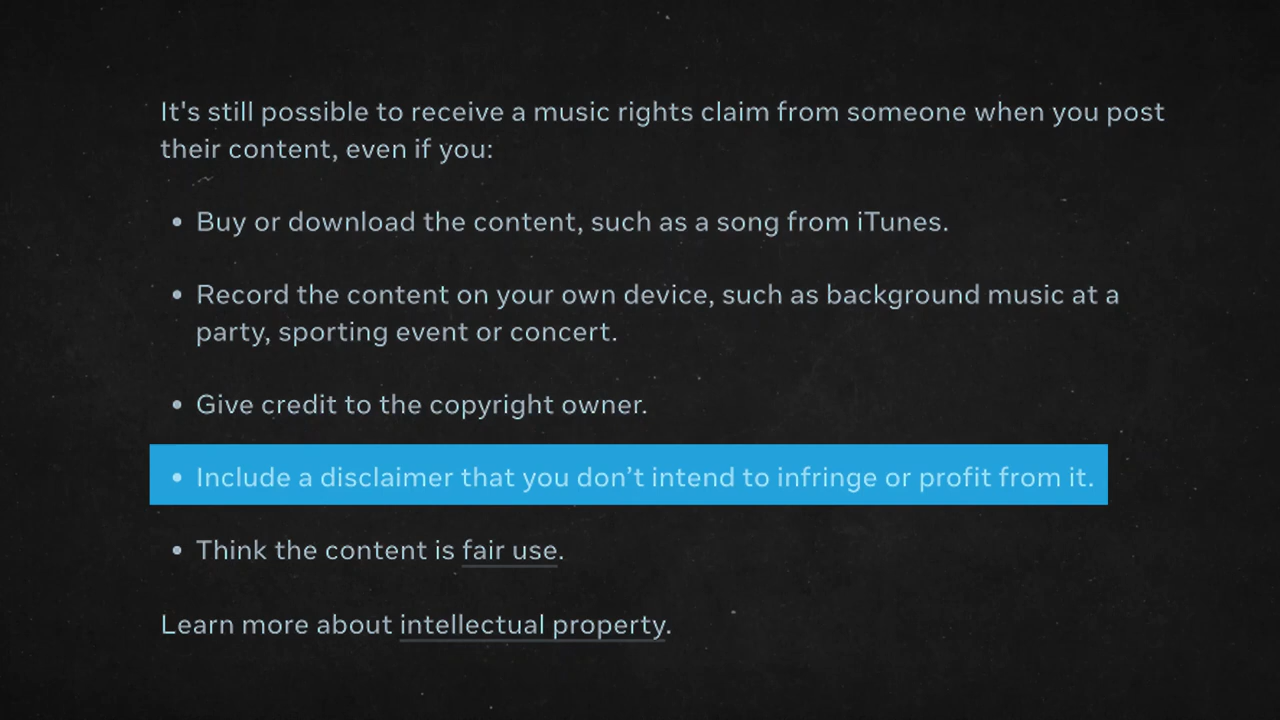 It's still possible to receive a music rights claim from someone when you post
their content, even if you:
• Buy or download the content, such as a song from iTunes.
• Record the content on your own device, such as background music at a
party, sporting event or concert.
• Give credit to the copyright owner.
• Include a disclaimer that you don’t intend to infringe or profit from it.
• Think the content is fair use.
Learn more about intellectual property.